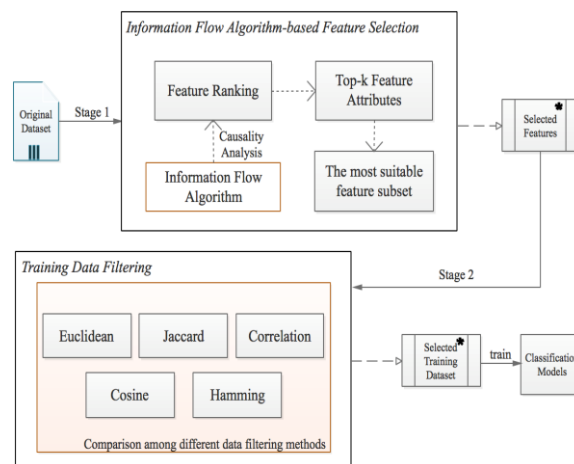 Information Flow Algorithm-based Feature Selection
Original
Dataset
Stage 1
Feature Ranking
Top-k Feature
Attributes
Causality
Analysis
Information Flow
Algorithm
The most suitable
feature subset
Selected
Features
Stage 2
Training Data Filtering
Euclidean
Jaccard
Correlation
Cosine
Hamming
Comparison among different data filtering methods
Selected
Training
Dataset
train
Classification
Models